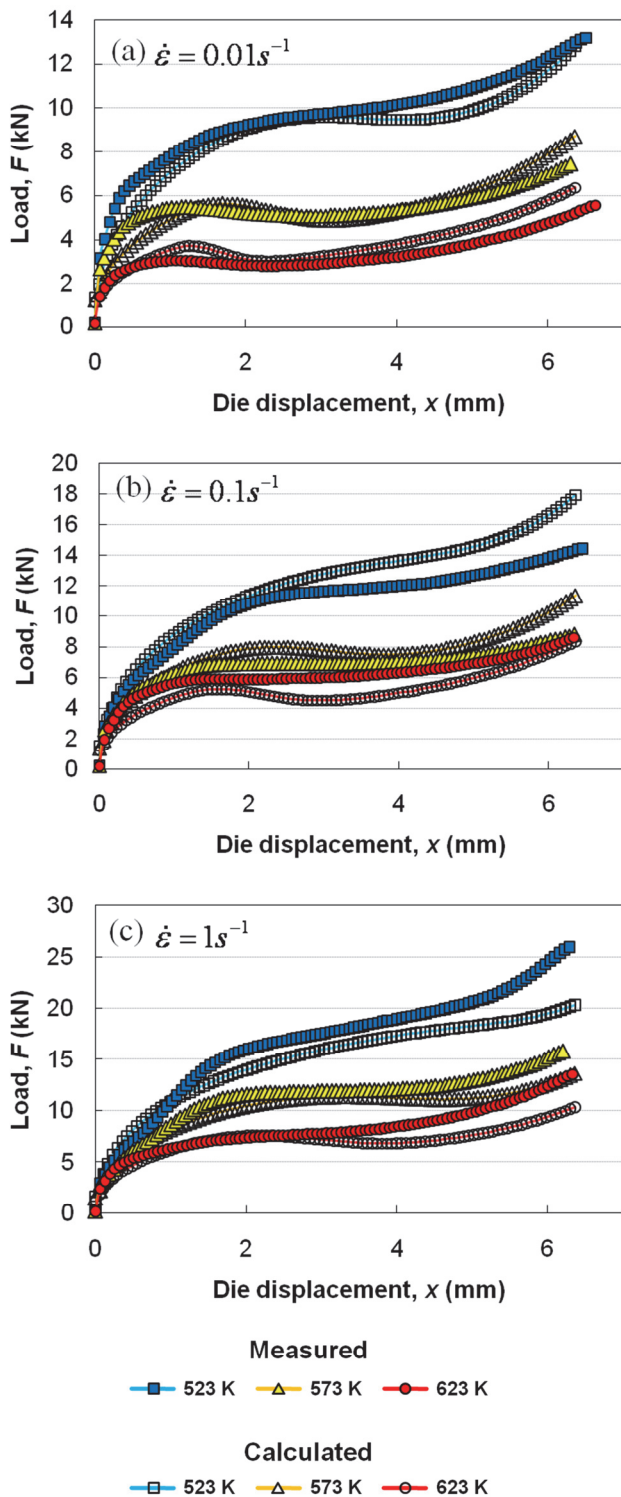 (a) ε̇ = 0.01s⁻¹
14
12
10
8
6
4
2
0
Load, F (kN)
0 2 4 6
Die displacement, x (mm)
(b) ε̇ = 0.1s⁻¹
20
18
16
14
12
10
8
6
4
2
0
Load, F (kN)
0 2 4 6
Die displacement, x (mm)
(c) ε̇ = 1s⁻¹
30
25
20
15
10
5
0
Load, F (kN)
0 2 4 6
Die displacement, x (mm)
Measured
523 K 573 K 623 K
Calculated
523 K 573 K 623 K